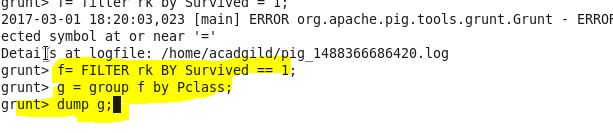 grunt> f= filter rk by Survived = 1;
2017-03-01 18:20:03,023 [main] ERROR org.apache.pig.tools.grunt.Grunt - ERROR
ected symbol at or near '='
Details at logfile: /home/acadgild/pig_1488366686420.log
grunt> f= FILTER rk BY Survived == 1;
grunt> g = group f by Pclass;
grunt> dump g;